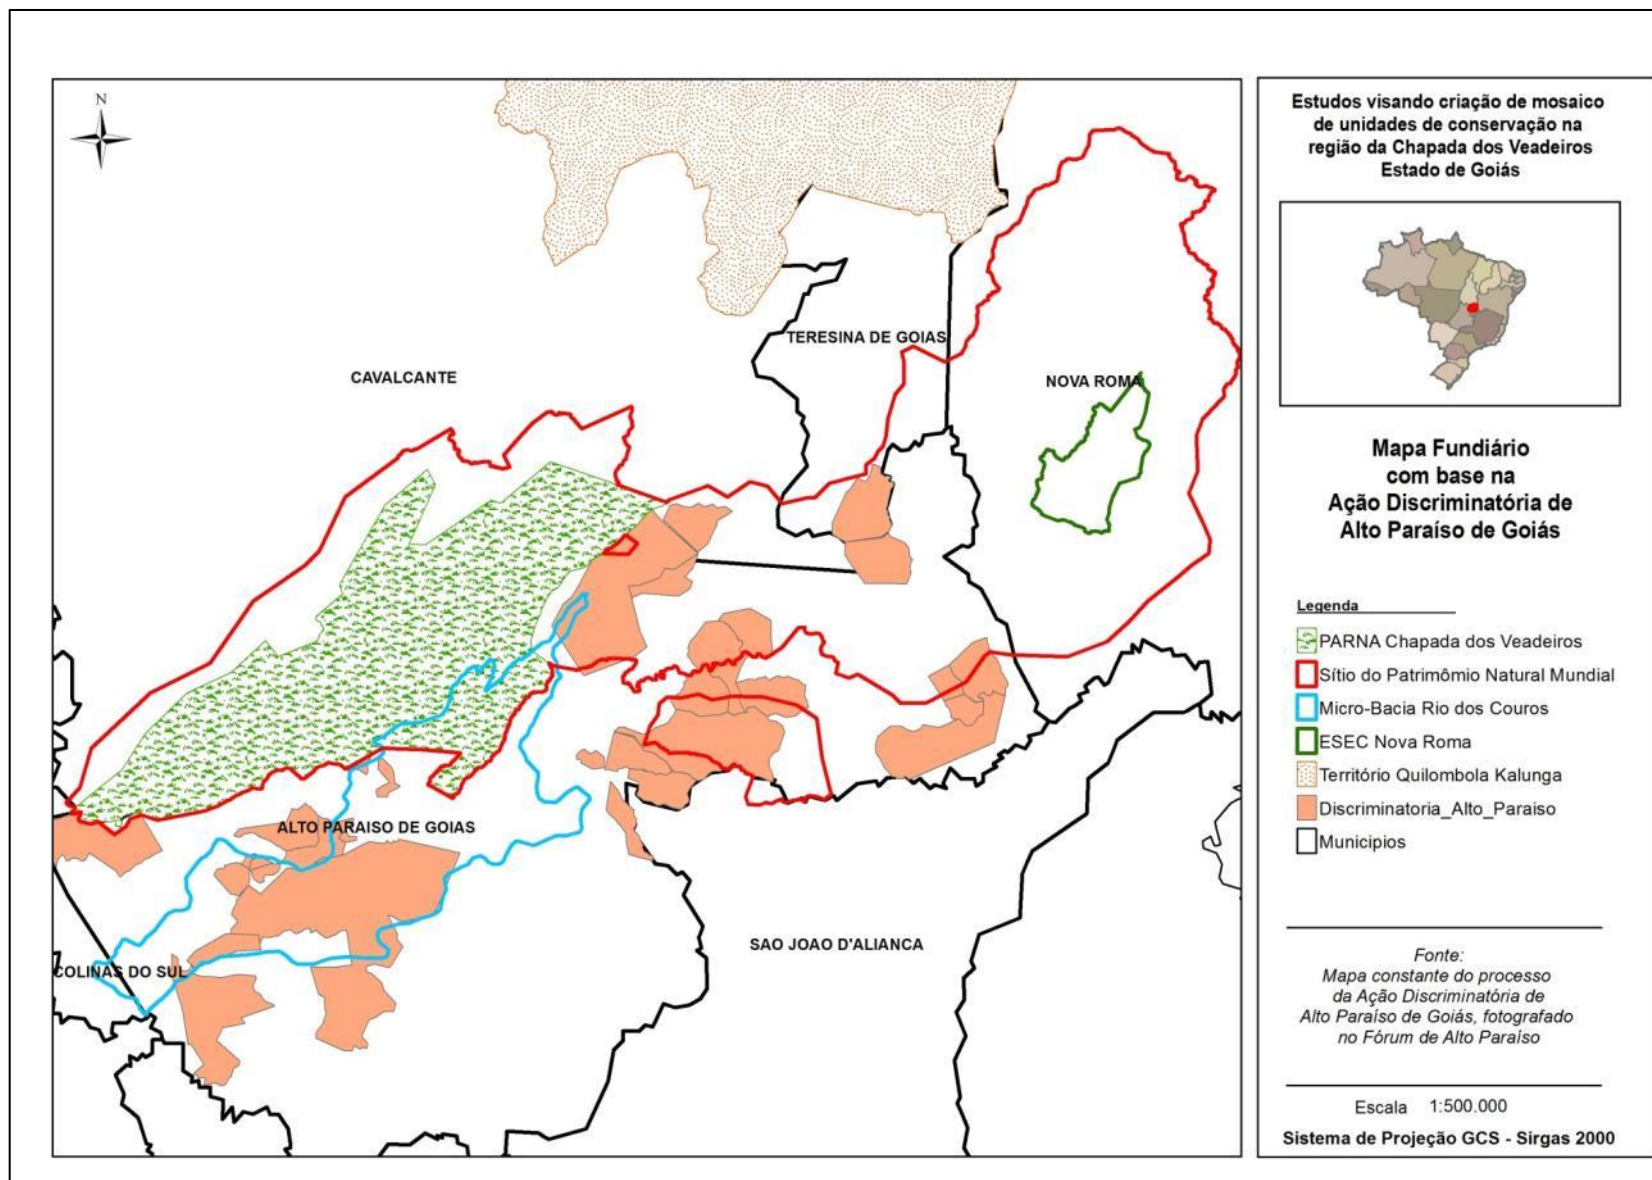 N
CAVALCANTE
TERESINA DE GOIAS
NOVA ROMA
ALTO PARAISO DE GOIAS
SAO JOAO D'ALIANCA
COLINAS DO SUL
Estudos visando criação de mosaico
de unidades de conservação na
região da Chapada dos Veadeiros
Estado de Goiás
Mapa Fundiário
com base na
Ação Discriminatória de
Alto Paraíso de Goiás
Legenda
PARNA Chapada dos Veadeiros
Sítio do Patrimômio Natural Mundial
Micro-Bacia Rio dos Couros
ESEC Nova Roma
Território Quilombola Kalunga
Discriminatoria_Alto_Paraiso
Municipios
Fonte:
Mapa constante do processo
da Ação Discriminatória de
Alto Paraíso de Goiás, fotografado
no Fórum de Alto Paraíso
Escala 1:500.000
Sistema de Projeção GCS - Sirgas 2000